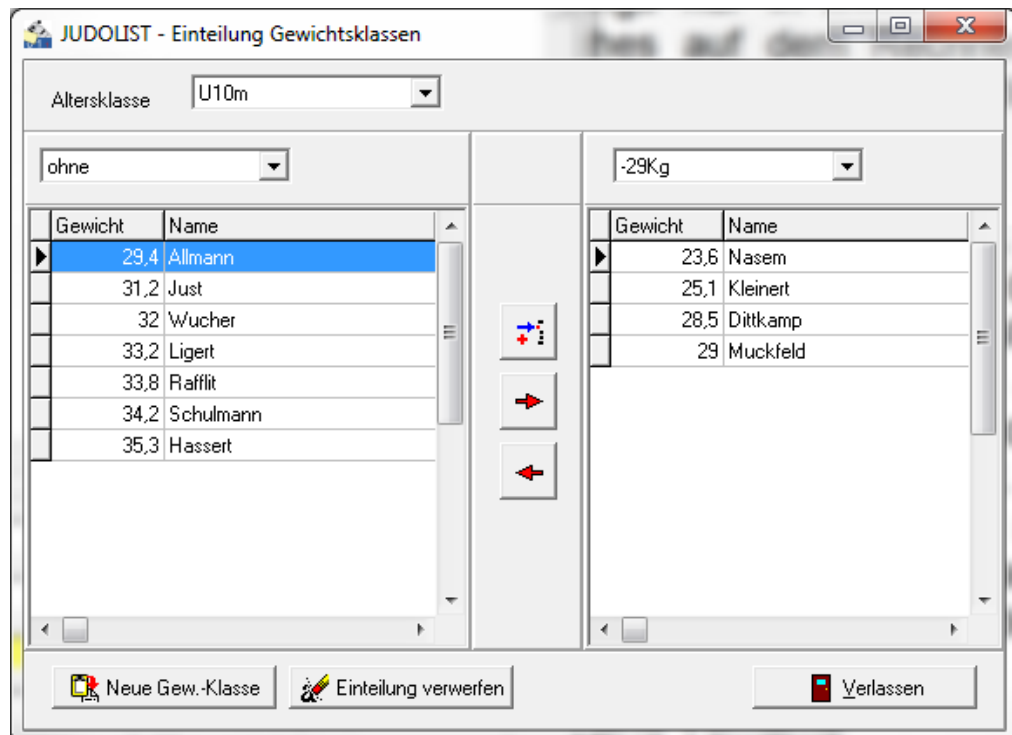 JUDOLIST - Einteilung Gewichtsklassen
Altersklasse U10m
ohne
Gewicht Name
29,4 Allmann
31,2 Just
32 Wucher
33,2 Ligert
33,8 Rafflit
34,2 Schulmann
35,3 Hassert
-29Kg
Gewicht Name
23,6 Nasem
25,1 Kleinert
28,5 Dittkamp
29 Muckfeld
Neue Gew.-Klasse Einteilung verwerfen Verlassen